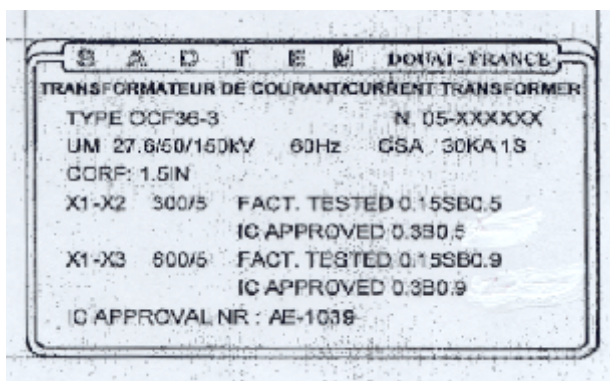 SADTEM DOUAI-FRANCE
TRANSFORMATEUR DE COURANT/CURRENT TRANSFORMER
TYPE OCF36-3 N. 05-XXXXXX
UM 27.6/50/150kV 60Hz CSA 30KA 1S
CORF: 1.5IN
X1-X2 300/5 FACT. TESTED 0.15SB0.5
IC APPROVED 0.3B0.5
X1-X3 600/5 FACT. TESTED 0.15SB0.9
IC APPROVED 0.3B0.9
IC APPROVAL NR : AE-1039